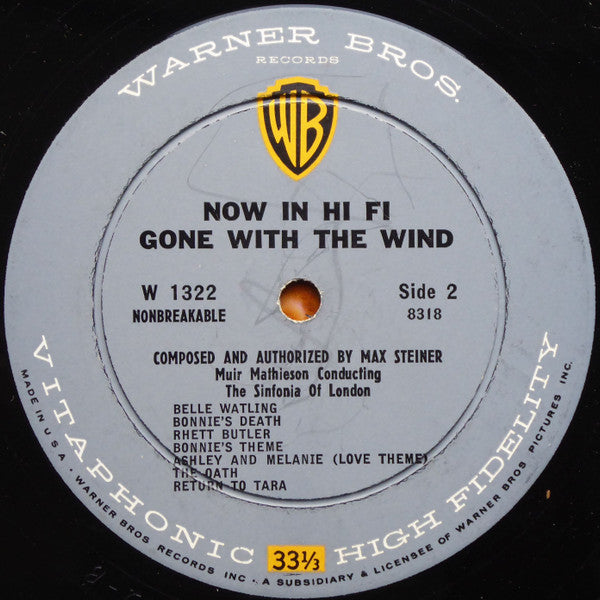 WARNER BROS.
RECORDS
WB
NOW IN HI FI
GONE WITH THE WIND
W 1322
NONBREAKABLE
Side 2
8318
COMPOSED AND AUTHORIZED BY MAX STEINER
Muir Mathieson Conducting
The Sinfonia Of London
BELLE WATLING
BONNIE'S DEATH
RHETT BUTLER
BONNIE'S THEME
ASHLEY AND MELANIE (LOVE THEME)
THE OATH
RETURN TO TARA
VITAPHONIC 33⅓ HIGH FIDELITY
MADE IN U S A • WARNER BROS RECORDS INC • A SUBSIDIARY & LICENSEE OF WARNER BROS PICTURES INC.